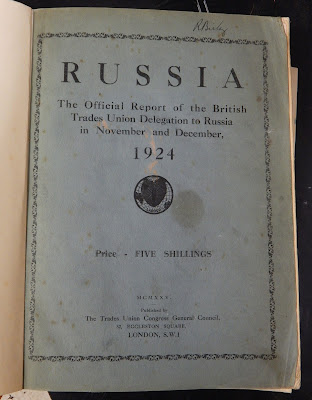 RUSSIA
The Official Report of the British
Trades Union Delegation to Russia
in November and December,
1924
Price - FIVE SHILLINGS
Published by
The Trades Union Congress General Council,
32, ECCLESTON SQUARE,
LONDON, S.W.1